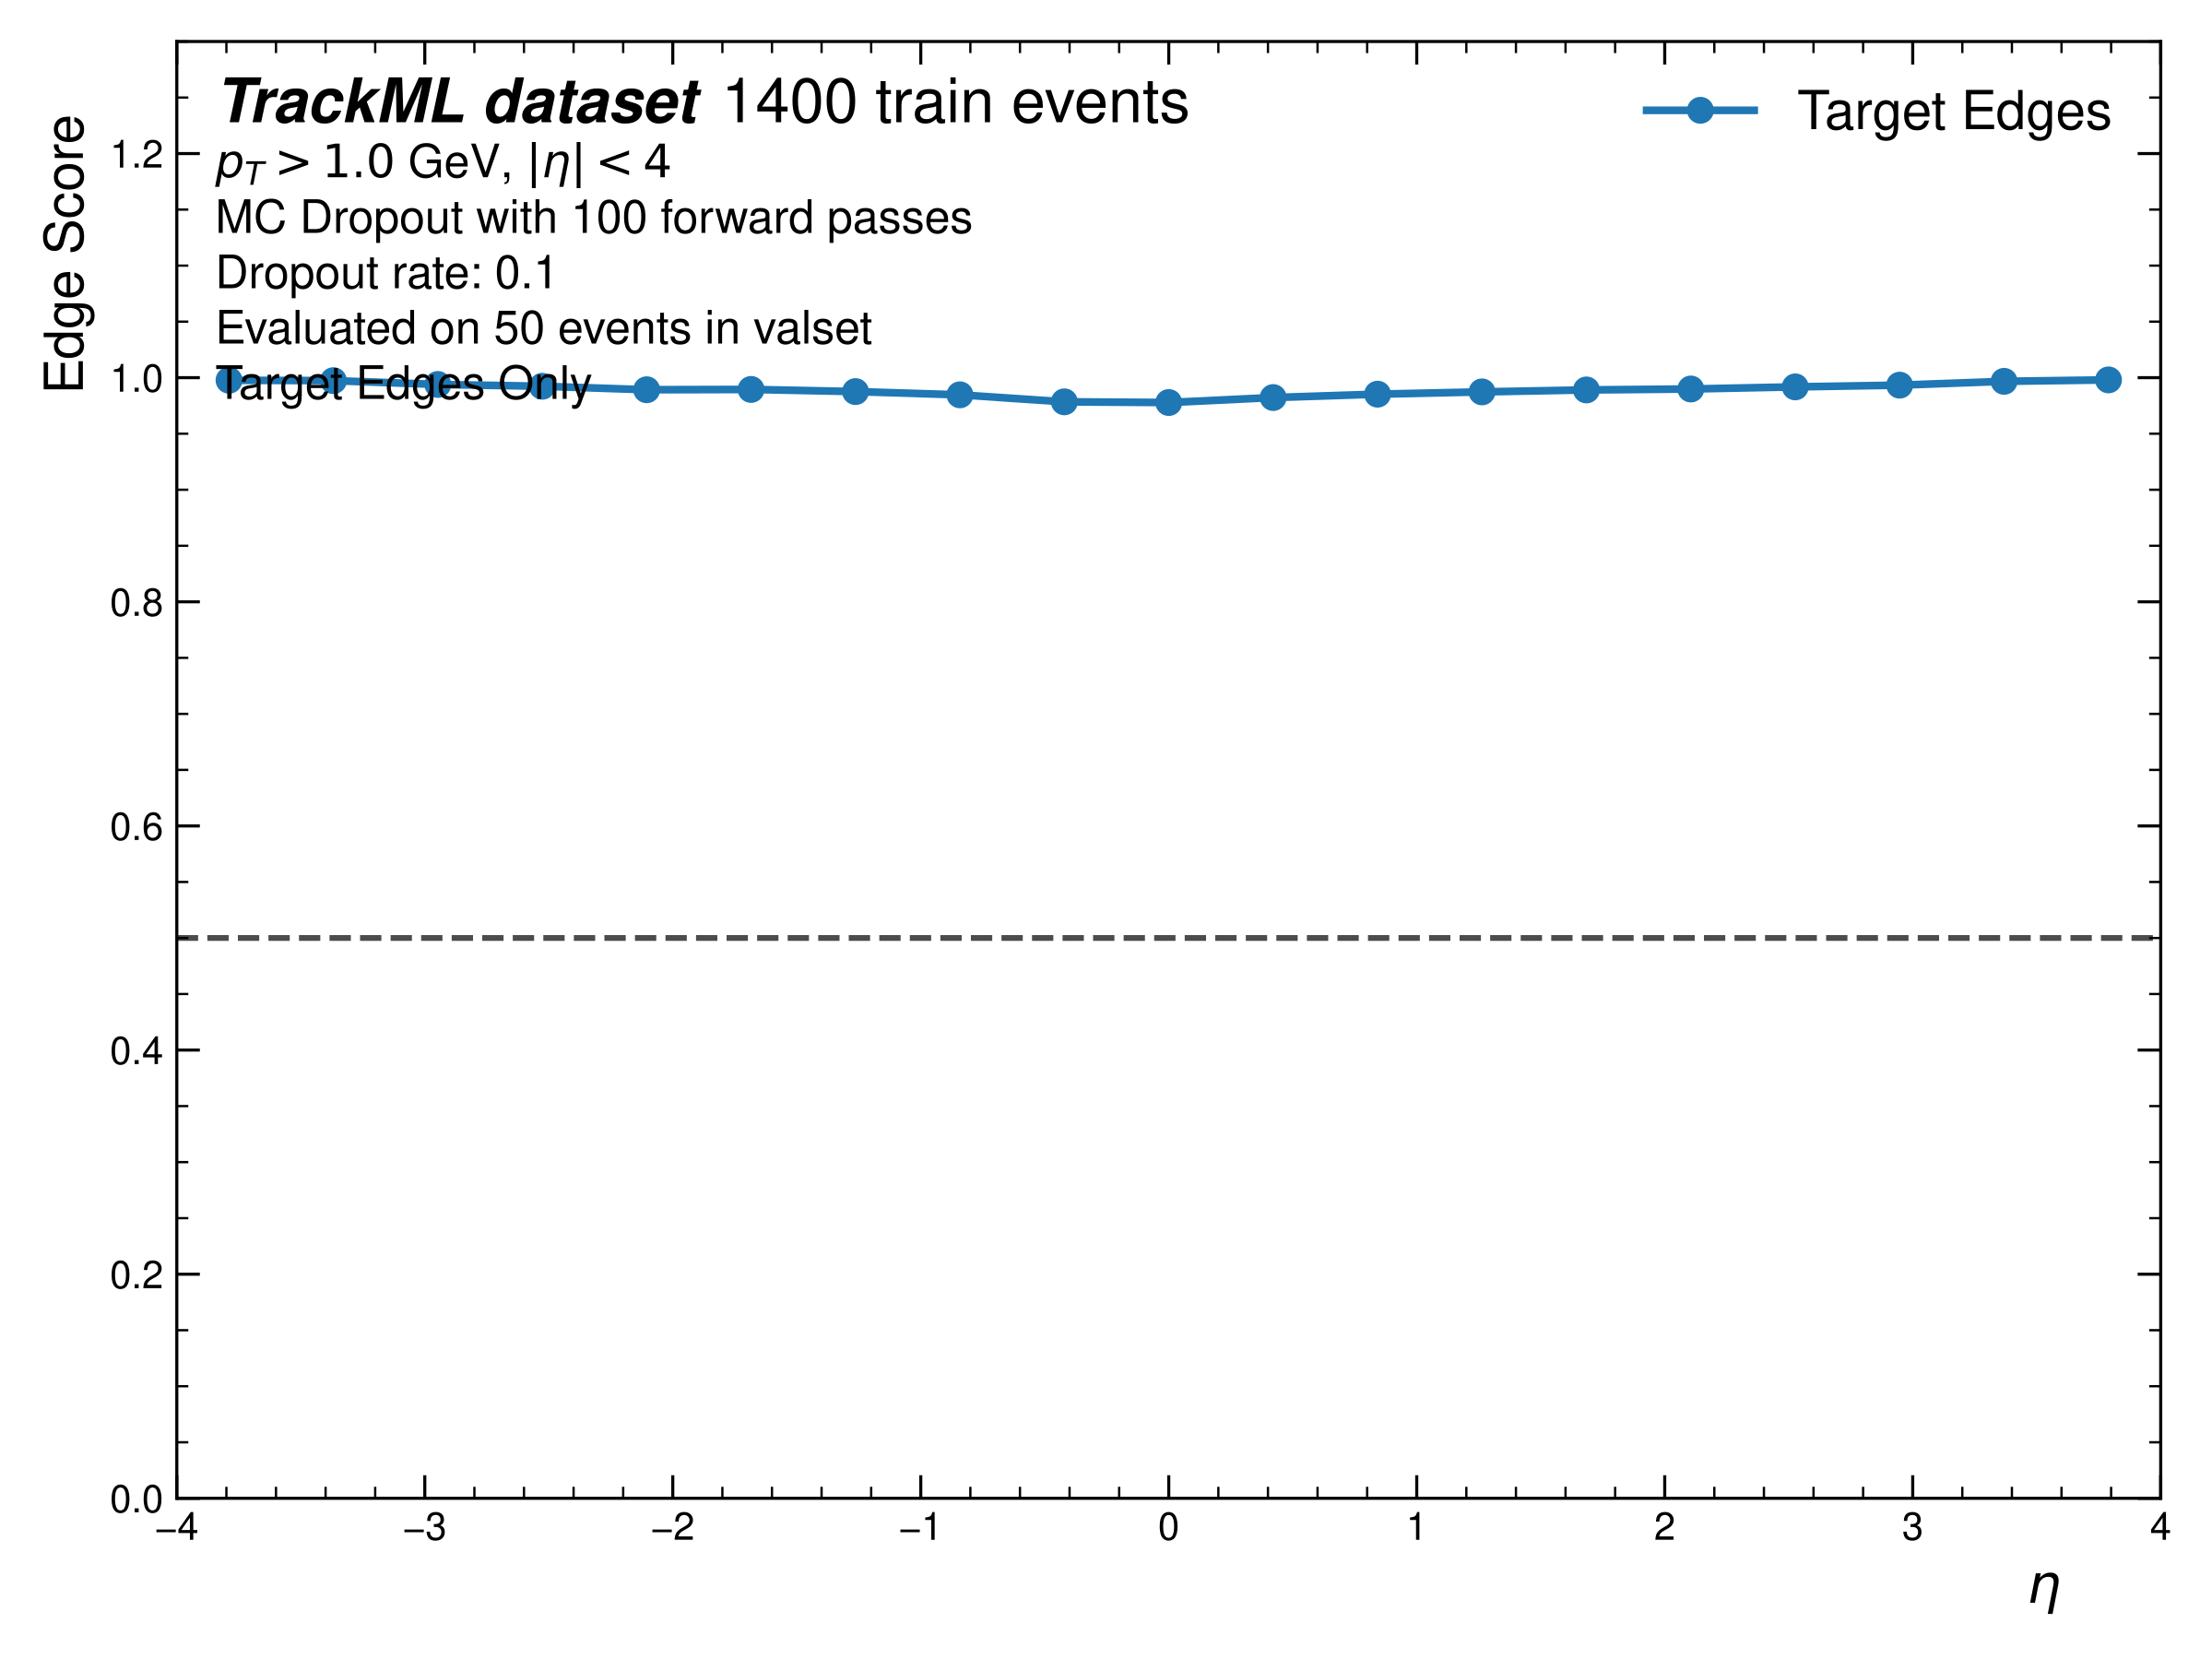 TrackML dataset 1400 train events
Target Edges
p_T > 1.0 GeV, |η| < 4
MC Dropout with 100 forward passes
Dropout rate: 0.1
Evaluated on 50 events in valset
Target Edges Only
Edge Score
1.2
1.0
0.8
0.6
0.4
0.2
0.0
−4 −3 −2 −1 0 1 2 3 4
η